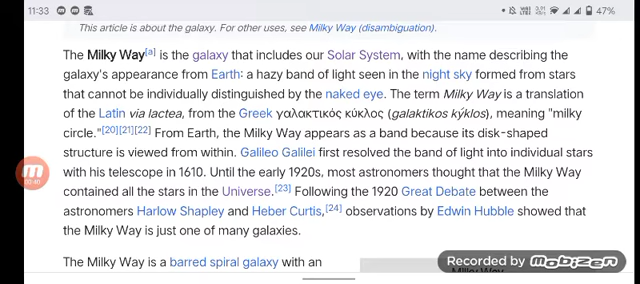 11:33
47%
This article is about the galaxy. For other uses, see Milky Way (disambiguation).
The Milky Way[a] is the galaxy that includes our Solar System, with the name describing the
galaxy's appearance from Earth: a hazy band of light seen in the night sky formed from stars
that cannot be individually distinguished by the naked eye. The term Milky Way is a translation
of the Latin via lactea, from the Greek γαλακτικός κύκλος (galaktikos kýklos), meaning "milky
circle."[20][21][22] From Earth, the Milky Way appears as a band because its disk-shaped
structure is viewed from within. Galileo Galilei first resolved the band of light into individual stars
with his telescope in 1610. Until the early 1920s, most astronomers thought that the Milky Way
contained all the stars in the Universe.[23] Following the 1920 Great Debate between the
astronomers Harlow Shapley and Heber Curtis,[24] observations by Edwin Hubble showed that
the Milky Way is just one of many galaxies.
The Milky Way is a barred spiral galaxy with an
Milky Way
00:40
Recorded by Mobizen